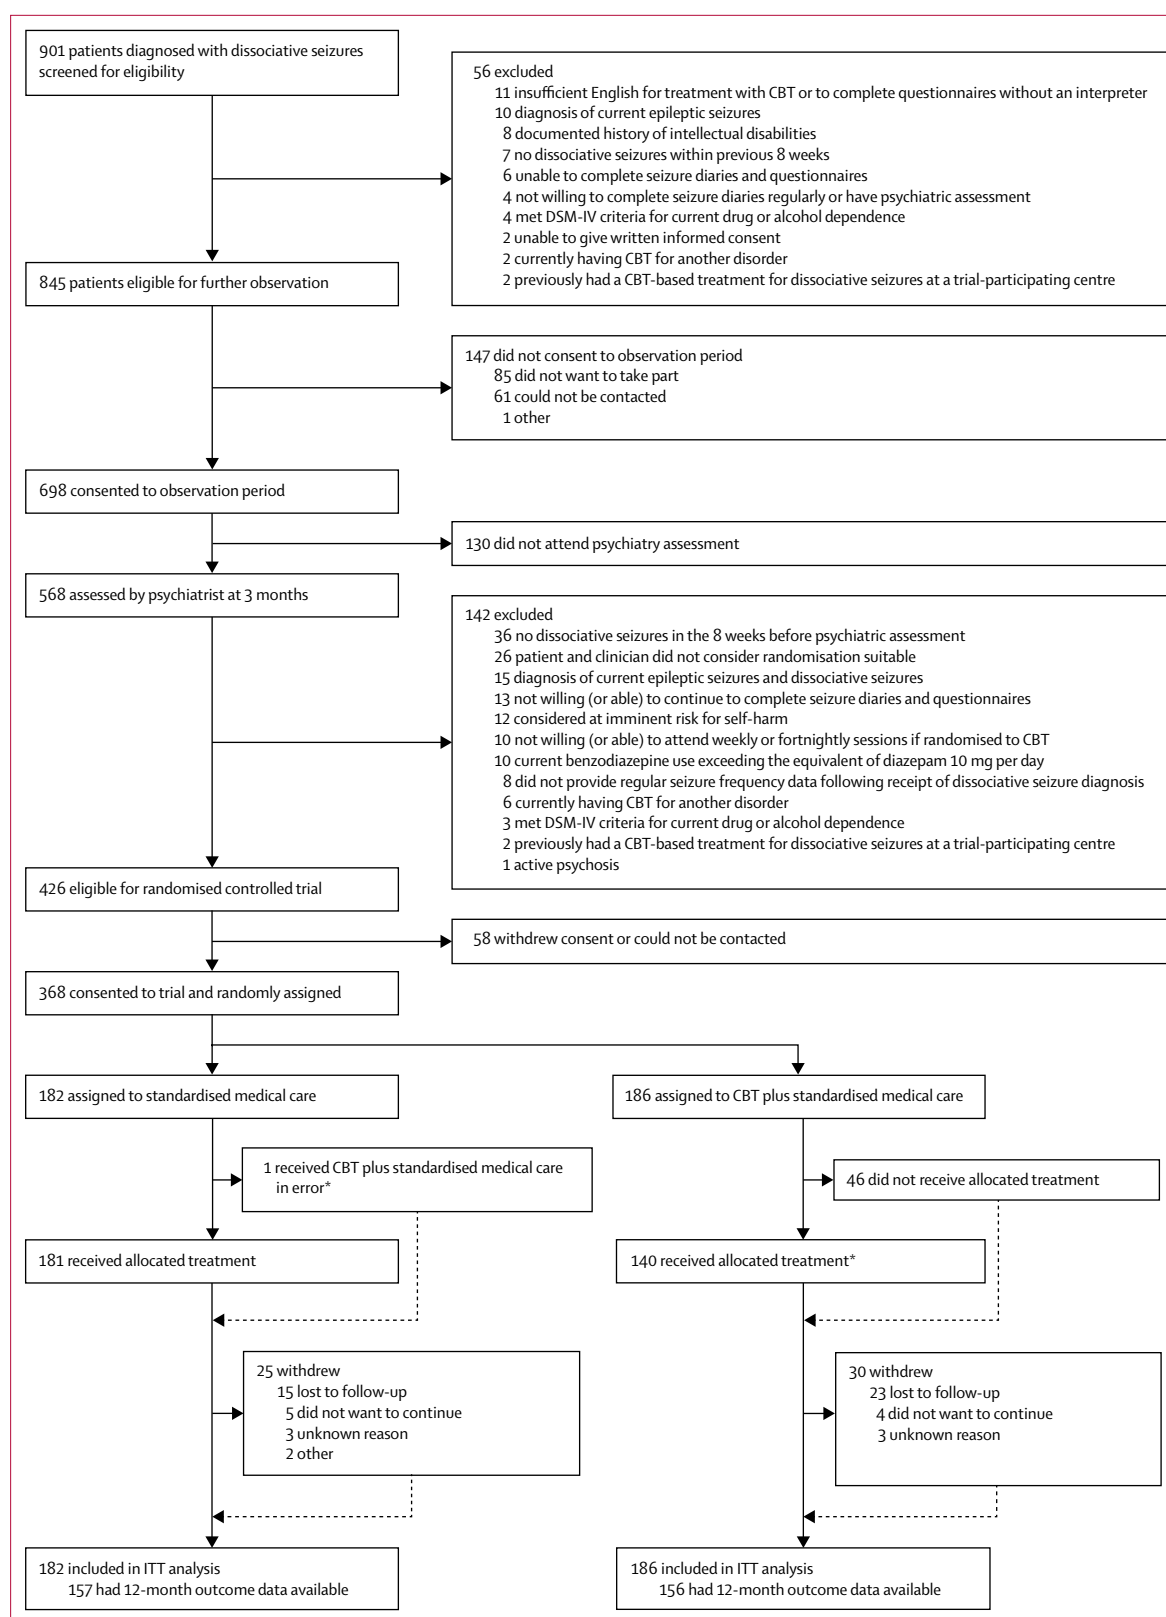 901 patients diagnosed with dissociative seizures
screened for eligibility
56 excluded
11 insufficient English for treatment with CBT or to complete questionnaires without an interpreter
10 diagnosis of current epileptic seizures
8 documented history of intellectual disabilities
7 no dissociative seizures within previous 8 weeks
6 unable to complete seizure diaries and questionnaires
4 not willing to complete seizure diaries regularly or have psychiatric assessment
4 met DSM-IV criteria for current drug or alcohol dependence
2 unable to give written informed consent
2 currently having CBT for another disorder
2 previously had a CBT-based treatment for dissociative seizures at a trial-participating centre
845 patients eligible for further observation
147 did not consent to observation period
85 did not want to take part
61 could not be contacted
1 other
698 consented to observation period
130 did not attend psychiatry assessment
568 assessed by psychiatrist at 3 months
142 excluded
36 no dissociative seizures in the 8 weeks before psychiatric assessment
26 patient and clinician did not consider randomisation suitable
15 diagnosis of current epileptic seizures and dissociative seizures
13 not willing (or able) to continue to complete seizure diaries and questionnaires
12 considered at imminent risk for self-harm
10 not willing (or able) to attend weekly or fortnightly sessions if randomised to CBT
10 current benzodiazepine use exceeding the equivalent of diazepam 10 mg per day
8 did not provide regular seizure frequency data following receipt of dissociative seizure diagnosis
6 currently having CBT for another disorder
3 met DSM-IV criteria for current drug or alcohol dependence
2 previously had a CBT-based treatment for dissociative seizures at a trial-participating centre
1 active psychosis
426 eligible for randomised controlled trial
58 withdrew consent or could not be contacted
368 consented to trial and randomly assigned
182 assigned to standardised medical care
186 assigned to CBT plus standardised medical care
1 received CBT plus standardised medical care
in error*
46 did not receive allocated treatment
181 received allocated treatment
140 received allocated treatment*
25 withdrew
15 lost to follow-up
5 did not want to continue
3 unknown reason
2 other
30 withdrew
23 lost to follow-up
4 did not want to continue
3 unknown reason
182 included in ITT analysis
157 had 12-month outcome data available
186 included in ITT analysis
156 had 12-month outcome data available